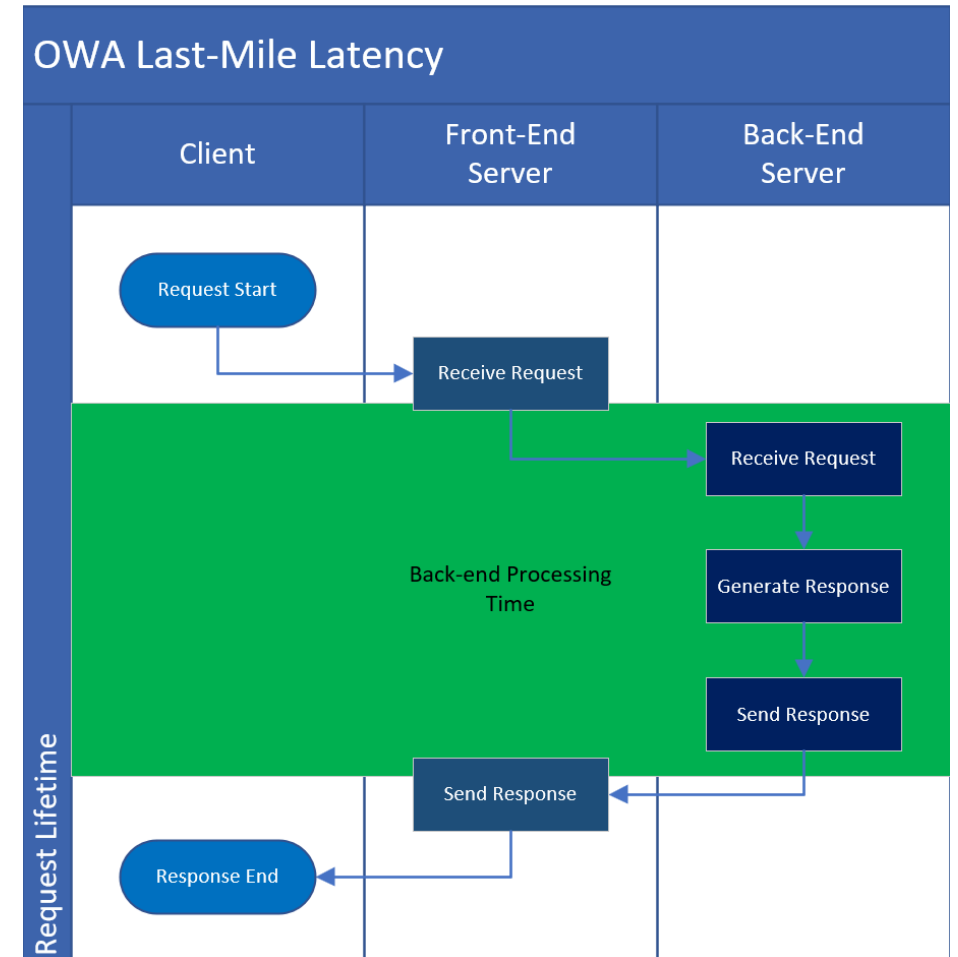 OWA Last-Mile Latency
Client
Front-End
Server
Back-End
Server
Request Start
Receive Request
Receive Request
Back-end Processing
Time
Generate Response
Send Response
Send Response
Response End
Request Lifetime